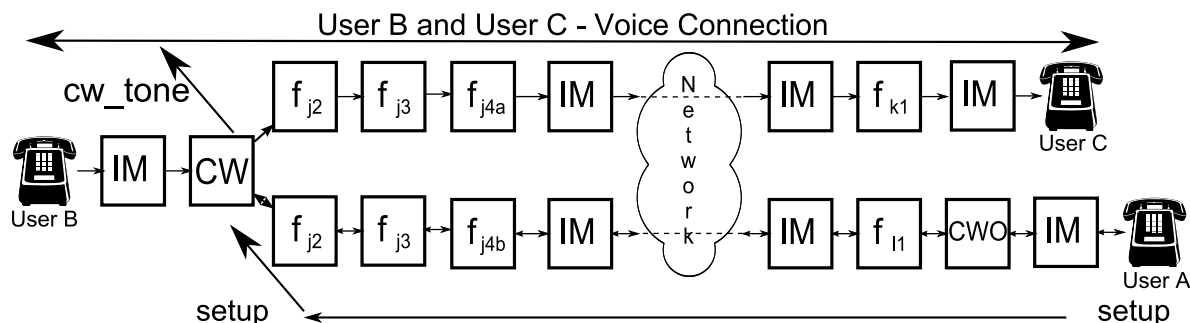 User B and User C - Voice Connection
cw_tone
f j2
f j3
f j4a
IM
Network
IM
f k1
IM
User C
User B
IM
CW
f j2
f j3
f j4b
IM
IM
f l1
CWO
IM
User A
setup
setup